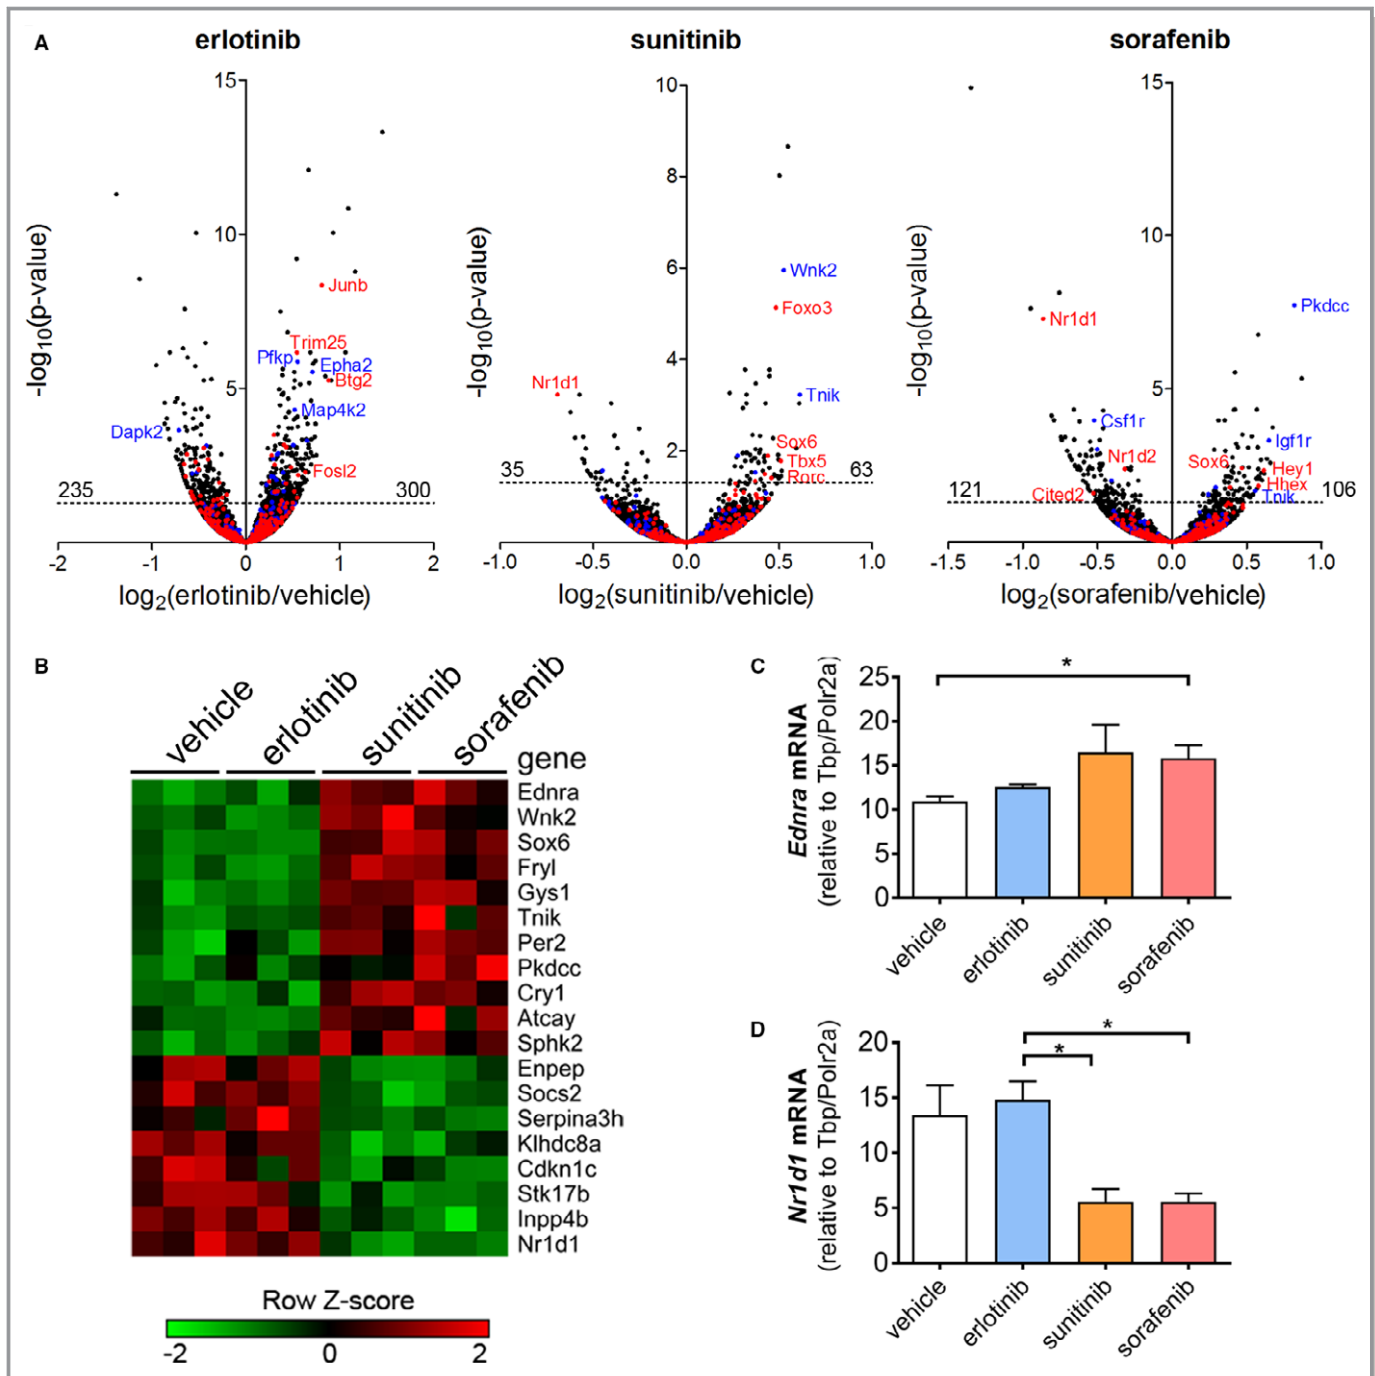 A
erlotinib
sunitinib
sorafenib
15
10
5
-log10(p-value)
Junb
Trim25
Pfkp
Epha2
Btg2
Map4k2
Dapk2
Fosl2
235
300
-2
-1
0
1
2
log2(erlotinib/vehicle)
10
8
6
4
2
-log10(p-value)
Wnk2
Foxo3
Nr1d1
Tnik
Sox6
Tbx5
Rorc
35
63
-1.0
-0.5
0.0
0.5
1.0
log2(sunitinib/vehicle)
15
10
5
-log10(p-value)
Pkdcc
Nr1d1
Csf1r
Igf1r
Nr1d2
Sox6
Hey1
Hhex
Cited2
Tnik
121
106
-1.5
-1.0
-0.5
0.0
0.5
1.0
log2(sorafenib/vehicle)
B
vehicle
erlotinib
sunitinib
sorafenib
gene
Ednra
Wnk2
Sox6
Fryl
Gys1
Tnik
Per2
Pkdcc
Cry1
Atcay
Sphk2
Enpep
Socs2
Serpina3h
Klhdc8a
Cdkn1c
Stk17b
Inpp4b
Nr1d1
Row Z-score
-2
0
2
C
Ednra mRNA
(relative to Tbp/Polr2a)
25
20
15
10
5
0
*
vehicle
erlotinib
sunitinib
sorafenib
D
Nr1d1 mRNA
(relative to Tbp/Polr2a)
20
15
10
5
0
*
*
vehicle
erlotinib
sunitinib
sorafenib